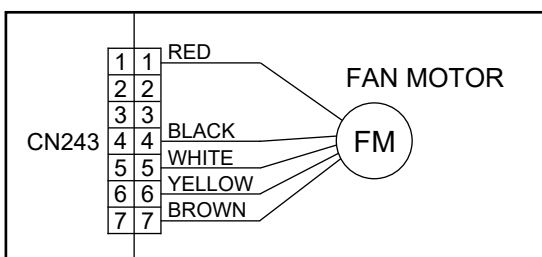 RED
1 1
FAN MOTOR
2 2
3 3
CN243
4 4
BLACK
FM
5 5
WHITE
6 6
YELLOW
7 7
BROWN